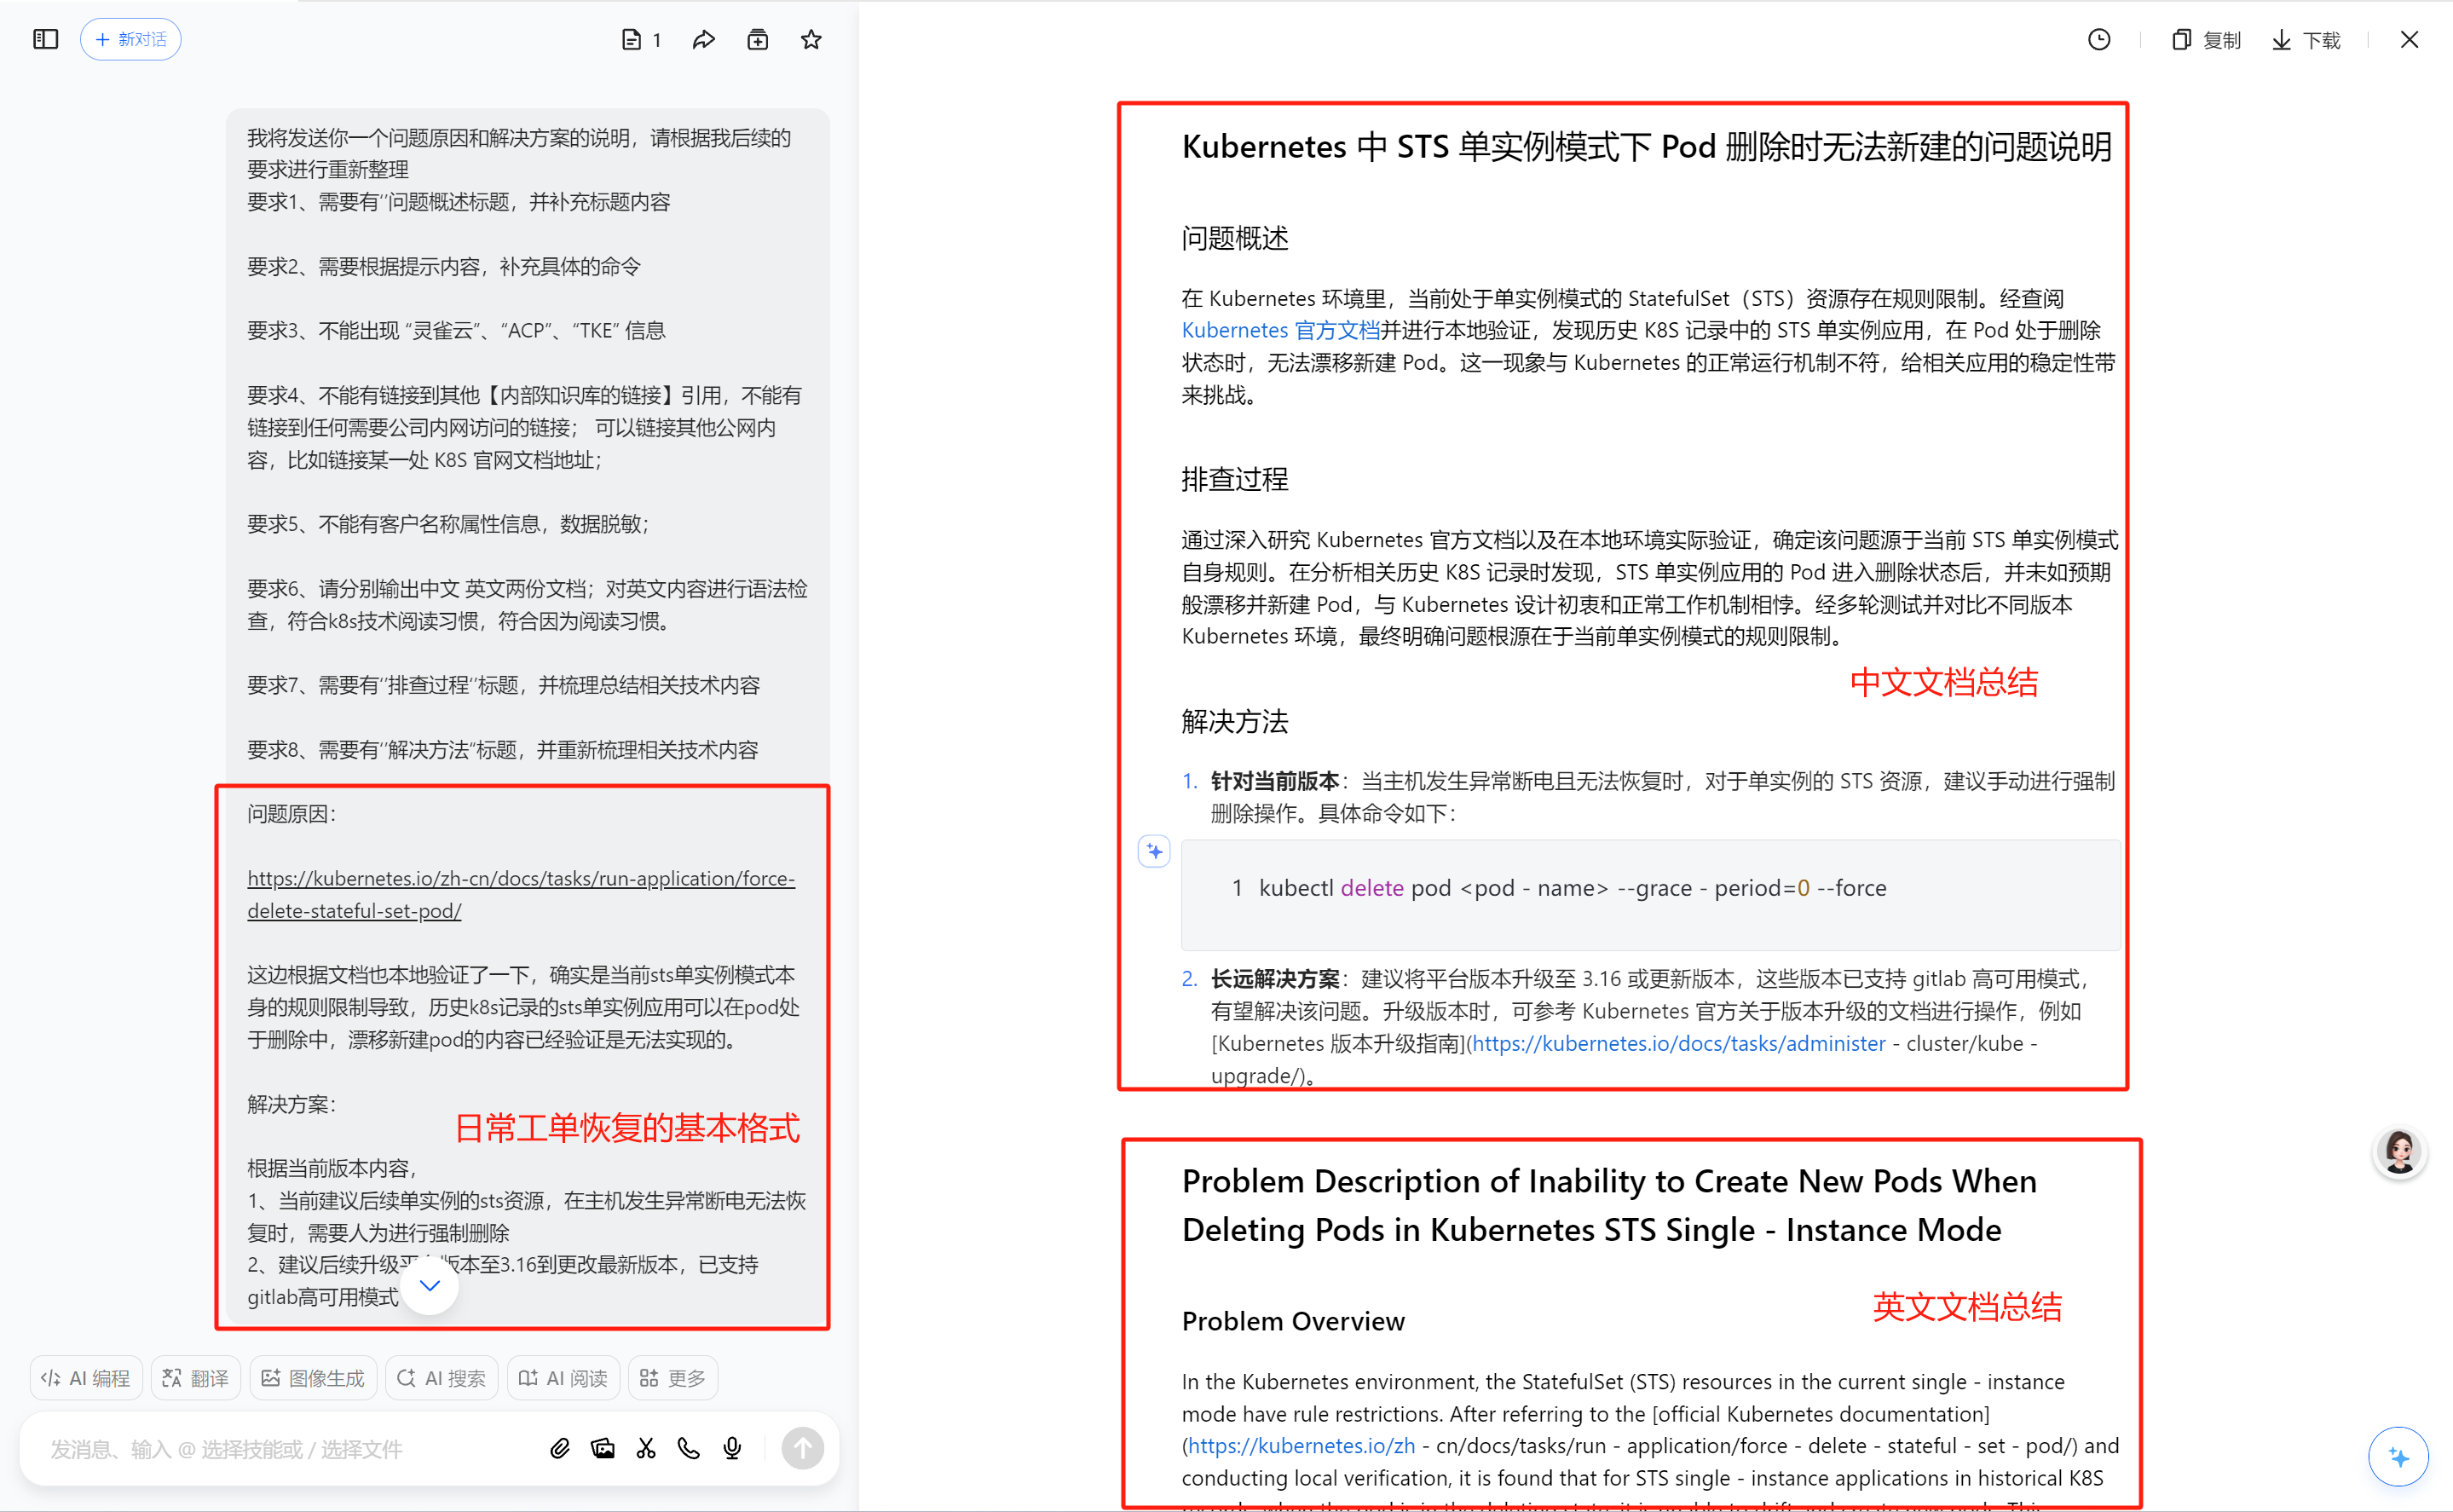 新对话
1
复制
下载
我将发送你一个问题原因和解决方案的说明，请根据我后续的
要求进行重新整理
要求1、需要有‘'问题概述标题，并补充标题内容
要求2、需要根据提示内容，补充具体的命令
要求3、不能出现 “灵雀云”、“ACP”、“TKE” 信息
要求4、不能有链接到其他【内部知识库的链接】引用，不能有
链接到任何需要公司内网访问的链接； 可以链接其他公网内
容，比如链接某一处 K8S 官网文档地址；
要求5、不能有客户名称属性信息，数据脱敏；
要求6、请分别输出中文 英文两份文档；对英文内容进行语法检
查，符合k8s技术阅读习惯，符合因为阅读习惯。
要求7、需要有‘'排查过程‘'标题，并梳理总结相关技术内容
要求8、需要有‘'解决方法“标题，并重新梳理相关技术内容
问题原因：
https://kubernetes.io/zh-cn/docs/tasks/run-application/force-
delete-stateful-set-pod/
这边根据文档也本地验证了一下，确实是当前sts单实例模式本
身的规则限制导致，历史k8s记录的sts单实例应用可以在pod处
于删除中，漂移新建pod的内容已经验证是无法实现的。
解决方案：
日常工单恢复的基本格式
根据当前版本内容，
1、当前建议后续单实例的sts资源，在主机发生异常断电无法恢
复时，需要人为进行强制删除
2、建议后续升级平台版本至3.16到更改最新版本，已支持
gitlab高可用模式
AI 编程
翻译
图像生成
AI 搜索
AI 阅读
更多
发消息、输入 @ 选择技能或 / 选择文件
Kubernetes 中 STS 单实例模式下 Pod 删除时无法新建的问题说明
问题概述
在 Kubernetes 环境里，当前处于单实例模式的 StatefulSet（STS）资源存在规则限制。经查阅
Kubernetes 官方文档并进行本地验证，发现历史 K8S 记录中的 STS 单实例应用，在 Pod 处于删除
状态时，无法漂移新建 Pod。这一现象与 Kubernetes 的正常运行机制不符，给相关应用的稳定性带
来挑战。
排查过程
通过深入研究 Kubernetes 官方文档以及在本地环境实际验证，确定该问题源于当前 STS 单实例模式
自身规则。在分析相关历史 K8S 记录时发现，STS 单实例应用的 Pod 进入删除状态后，并未如预期
般漂移并新建 Pod，与 Kubernetes 设计初衷和正常工作机制相悖。经多轮测试并对比不同版本
Kubernetes 环境，最终明确问题根源在于当前单实例模式的规则限制。
中文文档总结
解决方法
1. 针对当前版本：当主机发生异常断电且无法恢复时，对于单实例的 STS 资源，建议手动进行强制
删除操作。具体命令如下：
1 kubectl delete pod <pod - name> --grace - period=0 --force
2. 长远解决方案：建议将平台版本升级至 3.16 或更新版本，这些版本已支持 gitlab 高可用模式，
有望解决该问题。升级版本时，可参考 Kubernetes 官方关于版本升级的文档进行操作，例如
[Kubernetes 版本升级指南](https://kubernetes.io/docs/tasks/administer - cluster/kube -
upgrade/)。
Problem Description of Inability to Create New Pods When
Deleting Pods in Kubernetes STS Single - Instance Mode
英文文档总结
Problem Overview
In the Kubernetes environment, the StatefulSet (STS) resources in the current single - instance
mode have rule restrictions. After referring to the [official Kubernetes documentation]
(https://kubernetes.io/zh - cn/docs/tasks/run - application/force - delete - stateful - set - pod/) and
conducting local verification, it is found that for STS single - instance applications in historical K8S